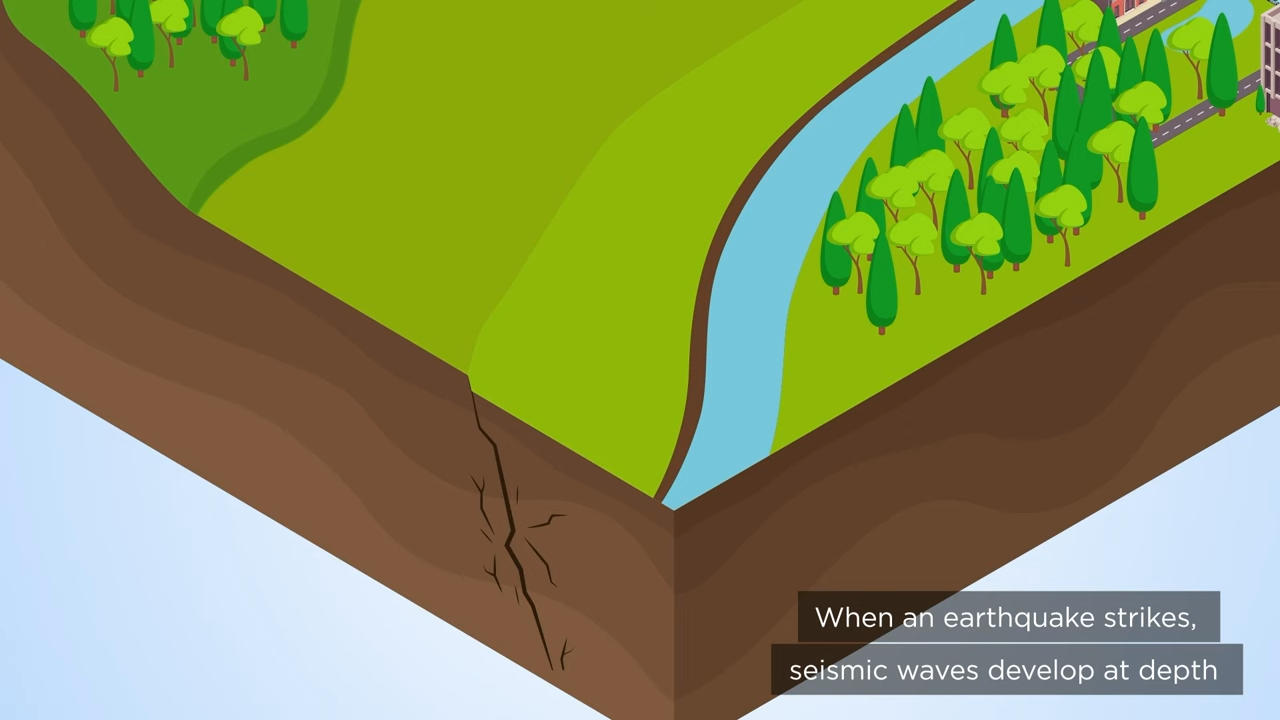 When an earthquake strikes,
seismic waves develop at depth